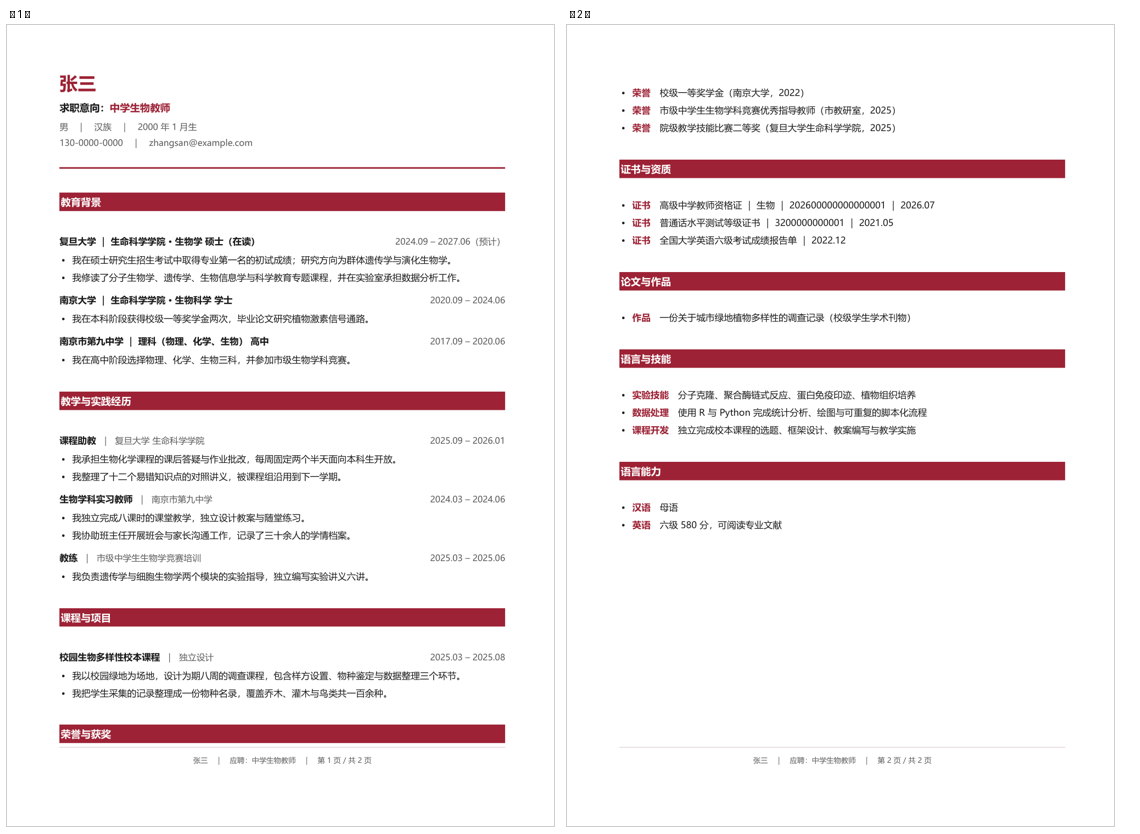 1
张三
求职意向：中学生物教师
男 | 汉族 | 2000 年 1 月生
130-0000-0000 | zhangsan@example.com
教育背景
复旦大学 | 生命科学学院・生物学 硕士（在读） 2024.09 – 2027.06（预计）
• 我在硕士研究生招生考试中取得专业第一名的初试成绩；研究方向为群体遗传学与演化生物学。
• 我修读了分子生物学、遗传学、生物信息学与科学教育专题课程，并在实验室承担数据分析工作。
南京大学 | 生命科学学院・生物科学 学士 2020.09 – 2024.06
• 我在本科阶段获得校级一等奖学金两次，毕业论文研究植物激素信号通路。
南京市第九中学 | 理科（物理、化学、生物） 高中 2017.09 – 2020.06
• 我在高中阶段选择物理、化学、生物三科，并参加市级生物学科竞赛。
教学与实践经历
课程助教 | 复旦大学 生命科学学院 2025.09 – 2026.01
• 我承担生物化学课程的课后答疑与作业批改，每周固定两个半天面向本科生开放。
• 我整理了十二个易错知识点的对照讲义，被课程组沿用到下一学期。
生物学科实习教师 | 南京市第九中学 2024.03 – 2024.06
• 我独立完成八课时的课堂教学，独立设计教案与随堂练习。
• 我协助班主任开展班会与家长沟通工作，记录了三十余人的学情档案。
教练 | 市级中学生生物学竞赛培训 2025.03 – 2025.06
• 我负责遗传学与细胞生物学两个模块的实验指导，独立编写实验讲义六讲。
课程与项目
校园生物多样性校本课程 | 独立设计 2025.03 – 2025.08
• 我以校园绿地为场地，设计为期八周的调查课程，包含样方设置、物种鉴定与数据整理三个环节。
• 我把学生采集的记录整理成一份物种名录，覆盖乔木、灌木与鸟类共一百余种。
荣誉与获奖
张三 | 应聘：中学生物教师 | 第 1 页 / 共 2 页
2
• 荣誉 校级一等奖学金（南京大学，2022）
• 荣誉 市级中学生生物学科竞赛优秀指导教师（市教研室，2025）
• 荣誉 院级教学技能比赛二等奖（复旦大学生命科学学院，2025）
证书与资质
• 证书 高级中学教师资格证 | 生物 | 202600000000000001 | 2026.07
• 证书 普通话水平测试等级证书 | 3200000000001 | 2021.05
• 证书 全国大学英语六级考试成绩报告单 | 2022.12
论文与作品
• 作品 一份关于城市绿地植物多样性的调查记录（校级学生学术刊物）
语言与技能
• 实验技能 分子克隆、聚合酶链式反应、蛋白免疫印迹、植物组织培养
• 数据处理 使用 R 与 Python 完成统计分析、绘图与可重复的脚本化流程
• 课程开发 独立完成校本课程的选题、框架设计、教案编写与教学实施
语言能力
• 汉语 母语
• 英语 六级 580 分，可阅读专业文献
张三 | 应聘：中学生物教师 | 第 2 页 / 共 2 页